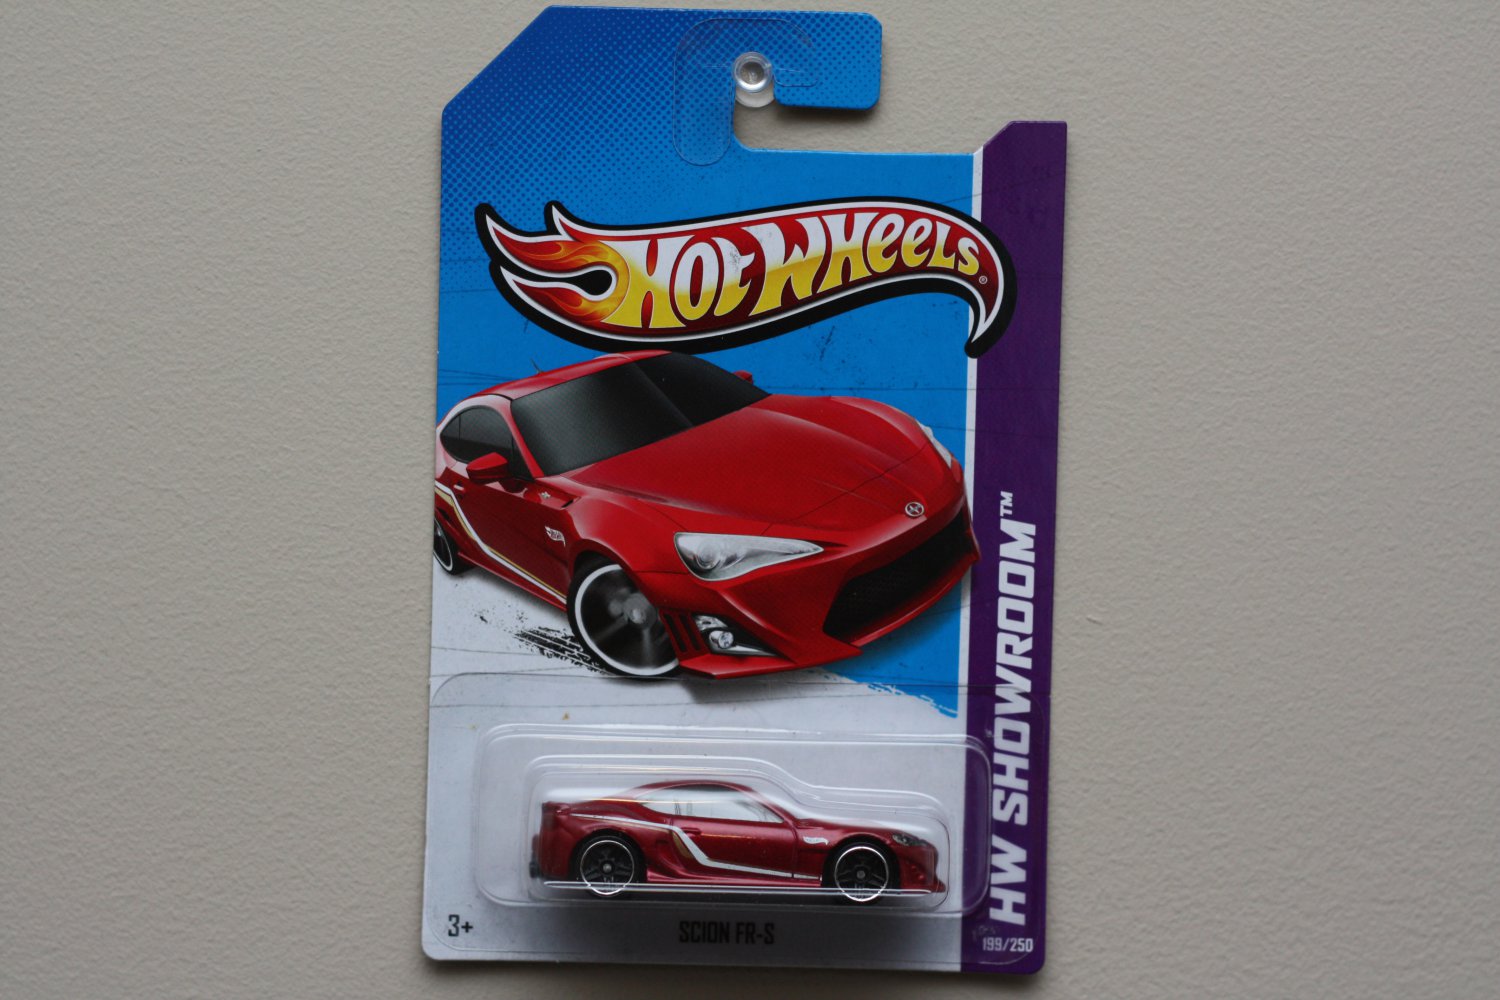 HOT WHEELS®
HW SHOWROOM™
3+
SCION FR-S
199/250